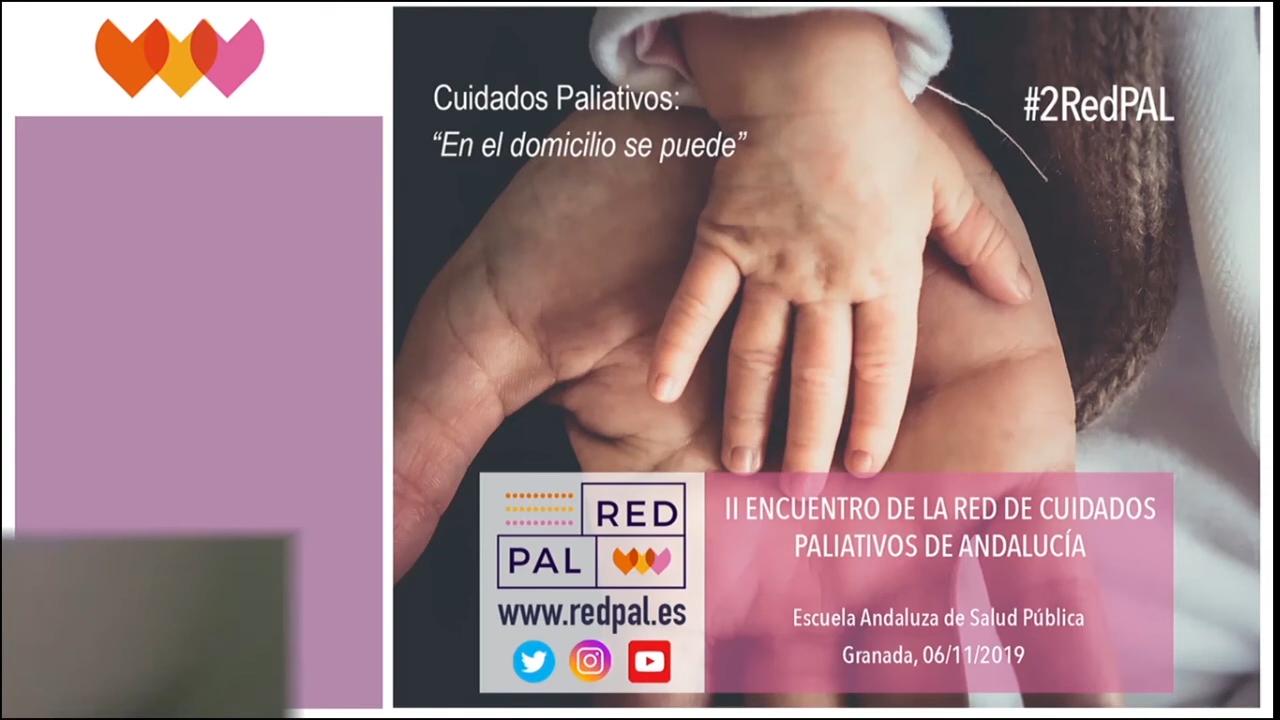 Cuidados Paliativos:
“En el domicilio se puede”
#2RedPAL
RED
PAL
www.redpal.es
II ENCUENTRO DE LA RED DE CUIDADOS
PALIATIVOS DE ANDALUCÍA
Escuela Andaluza de Salud Pública
Granada, 06/11/2019